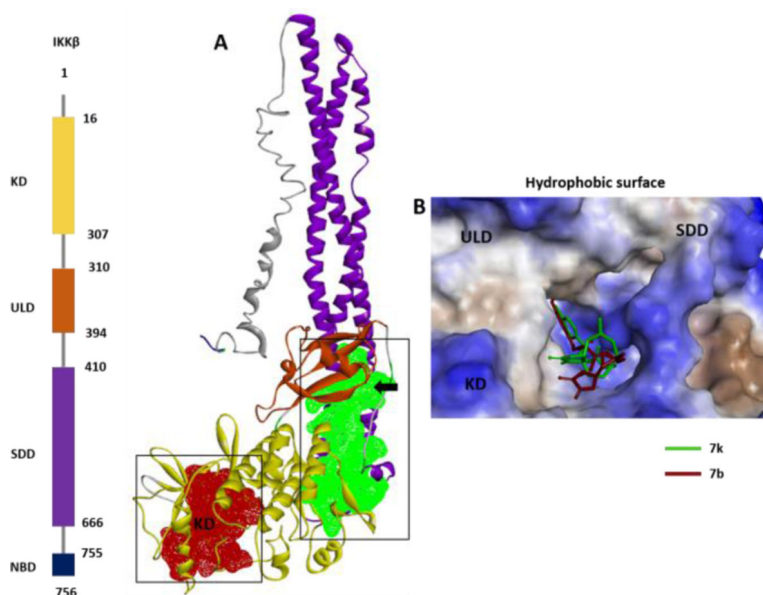 IKKβ
1
16
KD
307
310
ULD
394
410
SDD
666
755
NBD
756
A
KD
Hydrophobic surface
B
ULD
SDD
KD
7k
7b